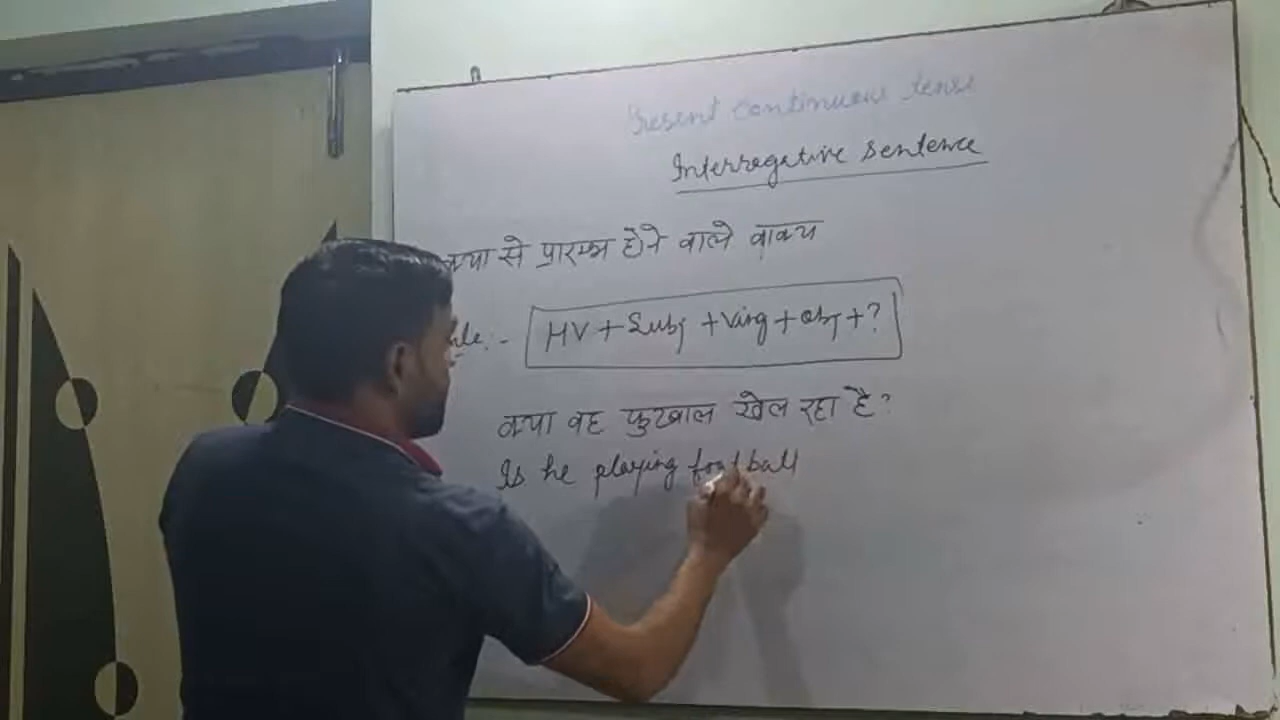 Present Continuous tense
Interrogative Sentence
क्या से प्रारम्भ होने वाले वाक्य
HV + Subj + Ving + obj + ?
क्या वह फुटबाल खेल रहा है?
Is he playing football